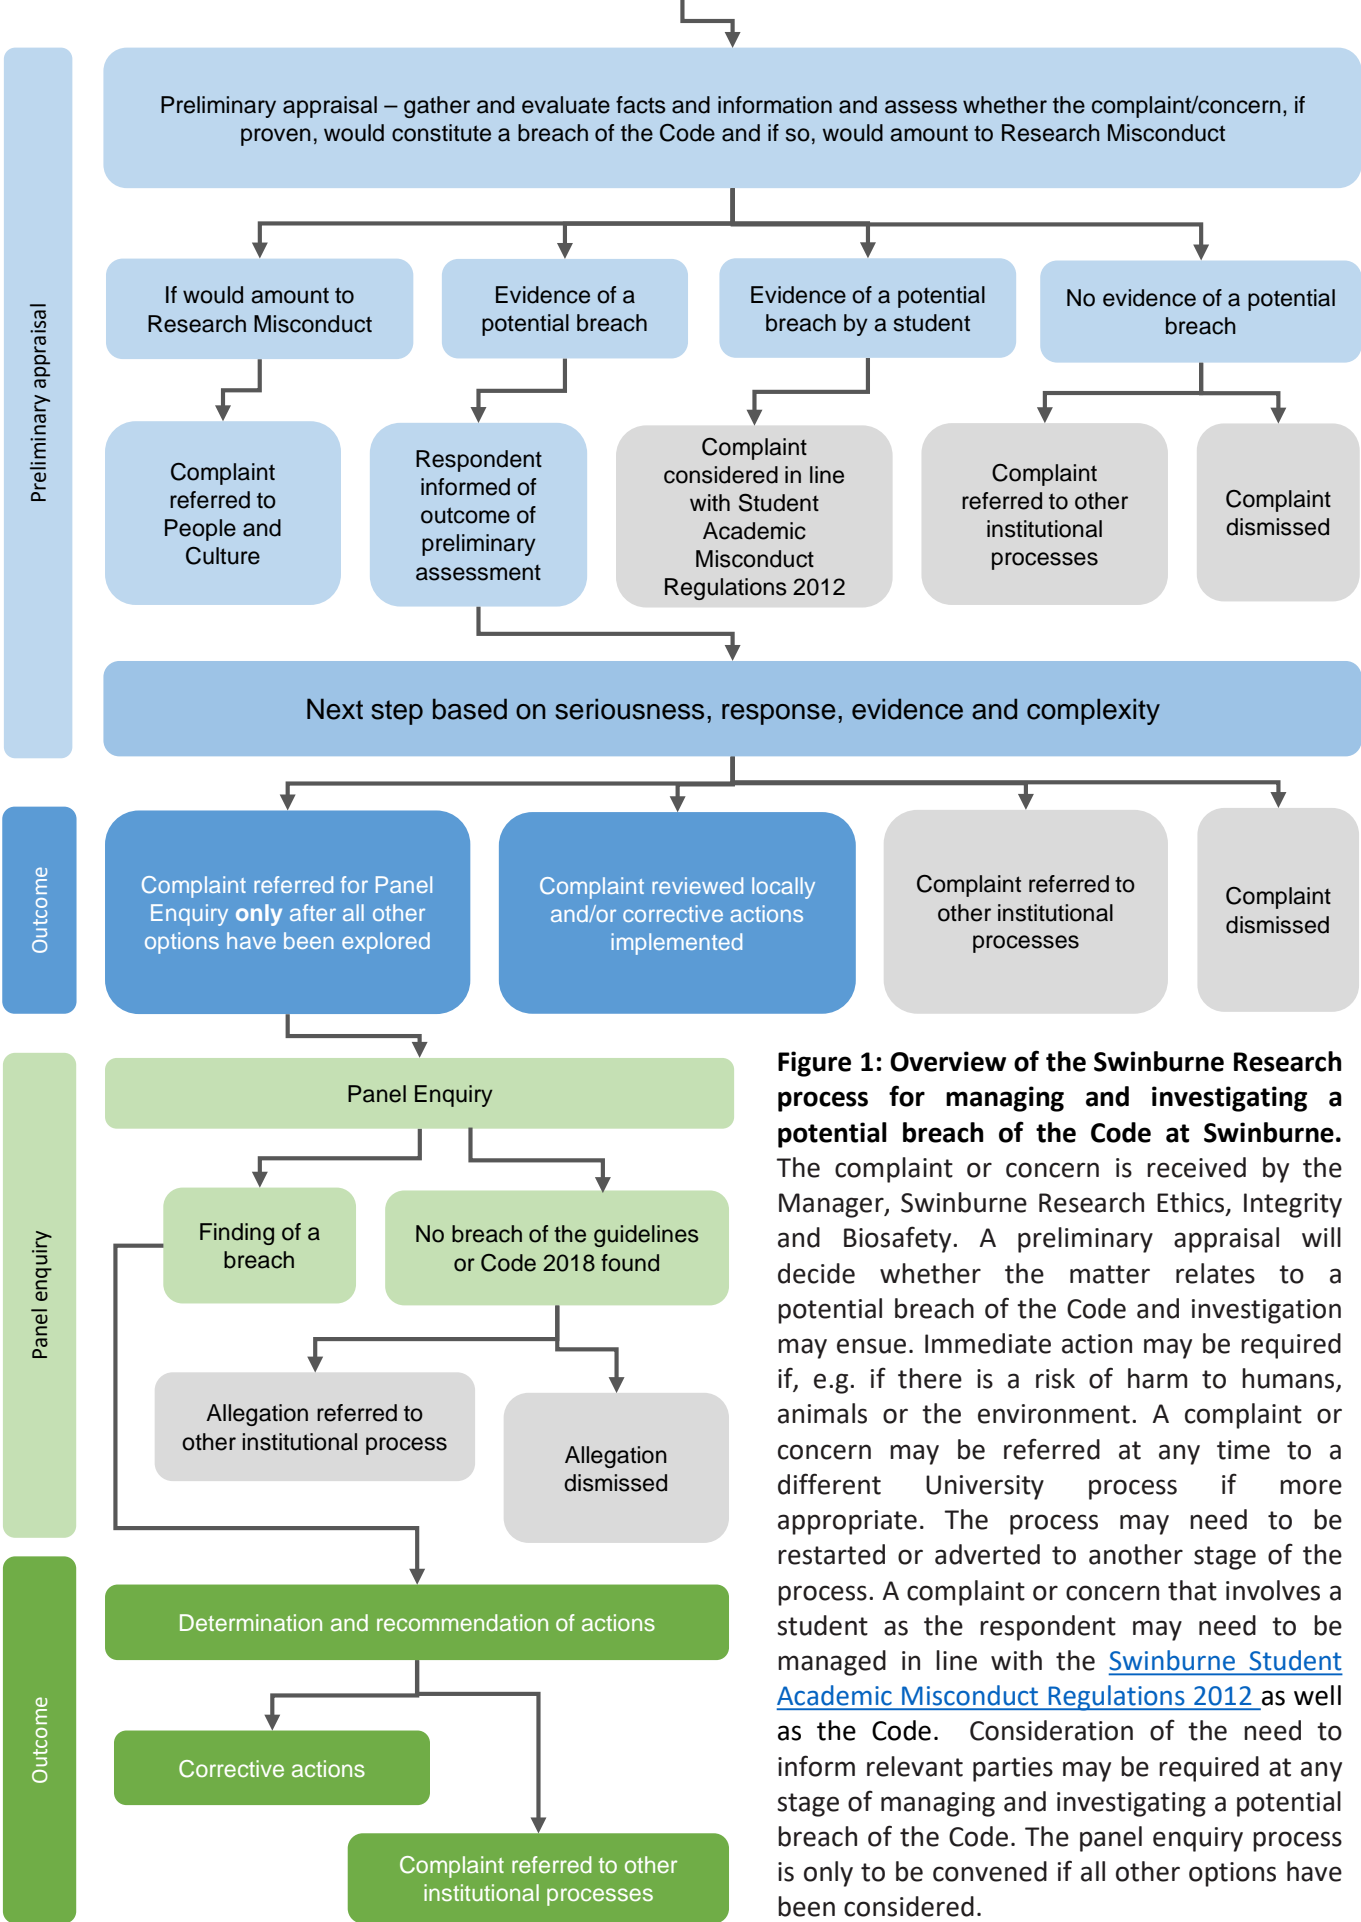 Preliminary appraisal – gather and evaluate facts and information and assess whether the complaint/concern, if
proven, would constitute a breach of the Code and if so, would amount to Research Misconduct
Preliminary appraisal
If would amount to
Research Misconduct
Evidence of a
potential breach
Evidence of a potential
breach by a student
No evidence of a potential
breach
Complaint
referred to
People and
Culture
Respondent
informed of
outcome of
preliminary
assessment
Complaint
considered in line
with Student
Academic
Misconduct
Regulations 2012
Complaint
referred to other
institutional
processes
Complaint
dismissed
Next step based on seriousness, response, evidence and complexity
Outcome
Complaint referred for Panel
Enquiry only after all other
options have been explored
Complaint reviewed locally
and/or corrective actions
implemented
Complaint referred to
other institutional
processes
Complaint
dismissed
Panel enquiry
Panel Enquiry
Finding of a
breach
No breach of the guidelines
or Code 2018 found
Allegation referred to
other institutional process
Allegation
dismissed
Outcome
Determination and recommendation of actions
Corrective actions
Complaint referred to other
institutional processes
Figure 1: Overview of the Swinburne Research
process for managing and investigating a
potential breach of the Code at Swinburne.
The complaint or concern is received by the
Manager, Swinburne Research Ethics, Integrity
and Biosafety. A preliminary appraisal will
decide whether the matter relates to a
potential breach of the Code and investigation
may ensue. Immediate action may be required
if, e.g. if there is a risk of harm to humans,
animals or the environment. A complaint or
concern may be referred at any time to a
different University process if more
appropriate. The process may need to be
restarted or adverted to another stage of the
process. A complaint or concern that involves a
student as the respondent may need to be
managed in line with the Swinburne Student
Academic Misconduct Regulations 2012 as well
as the Code. Consideration of the need to
inform relevant parties may be required at any
stage of managing and investigating a potential
breach of the Code. The panel enquiry process
is only to be convened if all other options have
been considered.